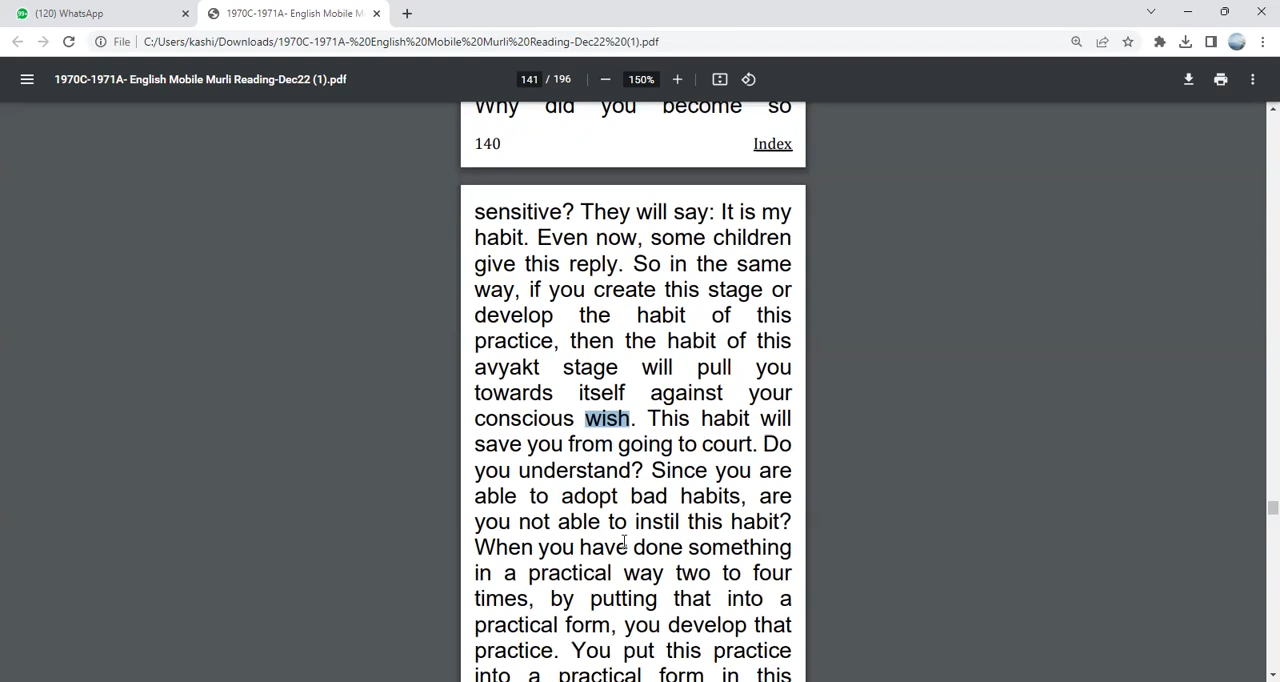 (120) WhatsApp
1970C-1971A- English Mobile M
File
C:/Users/kashi/Downloads/1970C-1971A-%20English%20Mobile%20Murli%20Reading-Dec22%20(1).pdf
1970C-1971A- English Mobile Murli Reading-Dec22 (1).pdf
141 / 196
150%
Why did you become so
140
Index
sensitive? They will say: It is my
habit. Even now, some children
give this reply. So in the same
way, if you create this stage or
develop the habit of this
practice, then the habit of this
avyakt stage will pull you
towards itself against your
conscious wish. This habit will
save you from going to court. Do
you understand? Since you are
able to adopt bad habits, are
you not able to instil this habit?
When you have done something
in a practical way two to four
times, by putting that into a
practical form, you develop that
practice. You put this practice
into a practical form in this